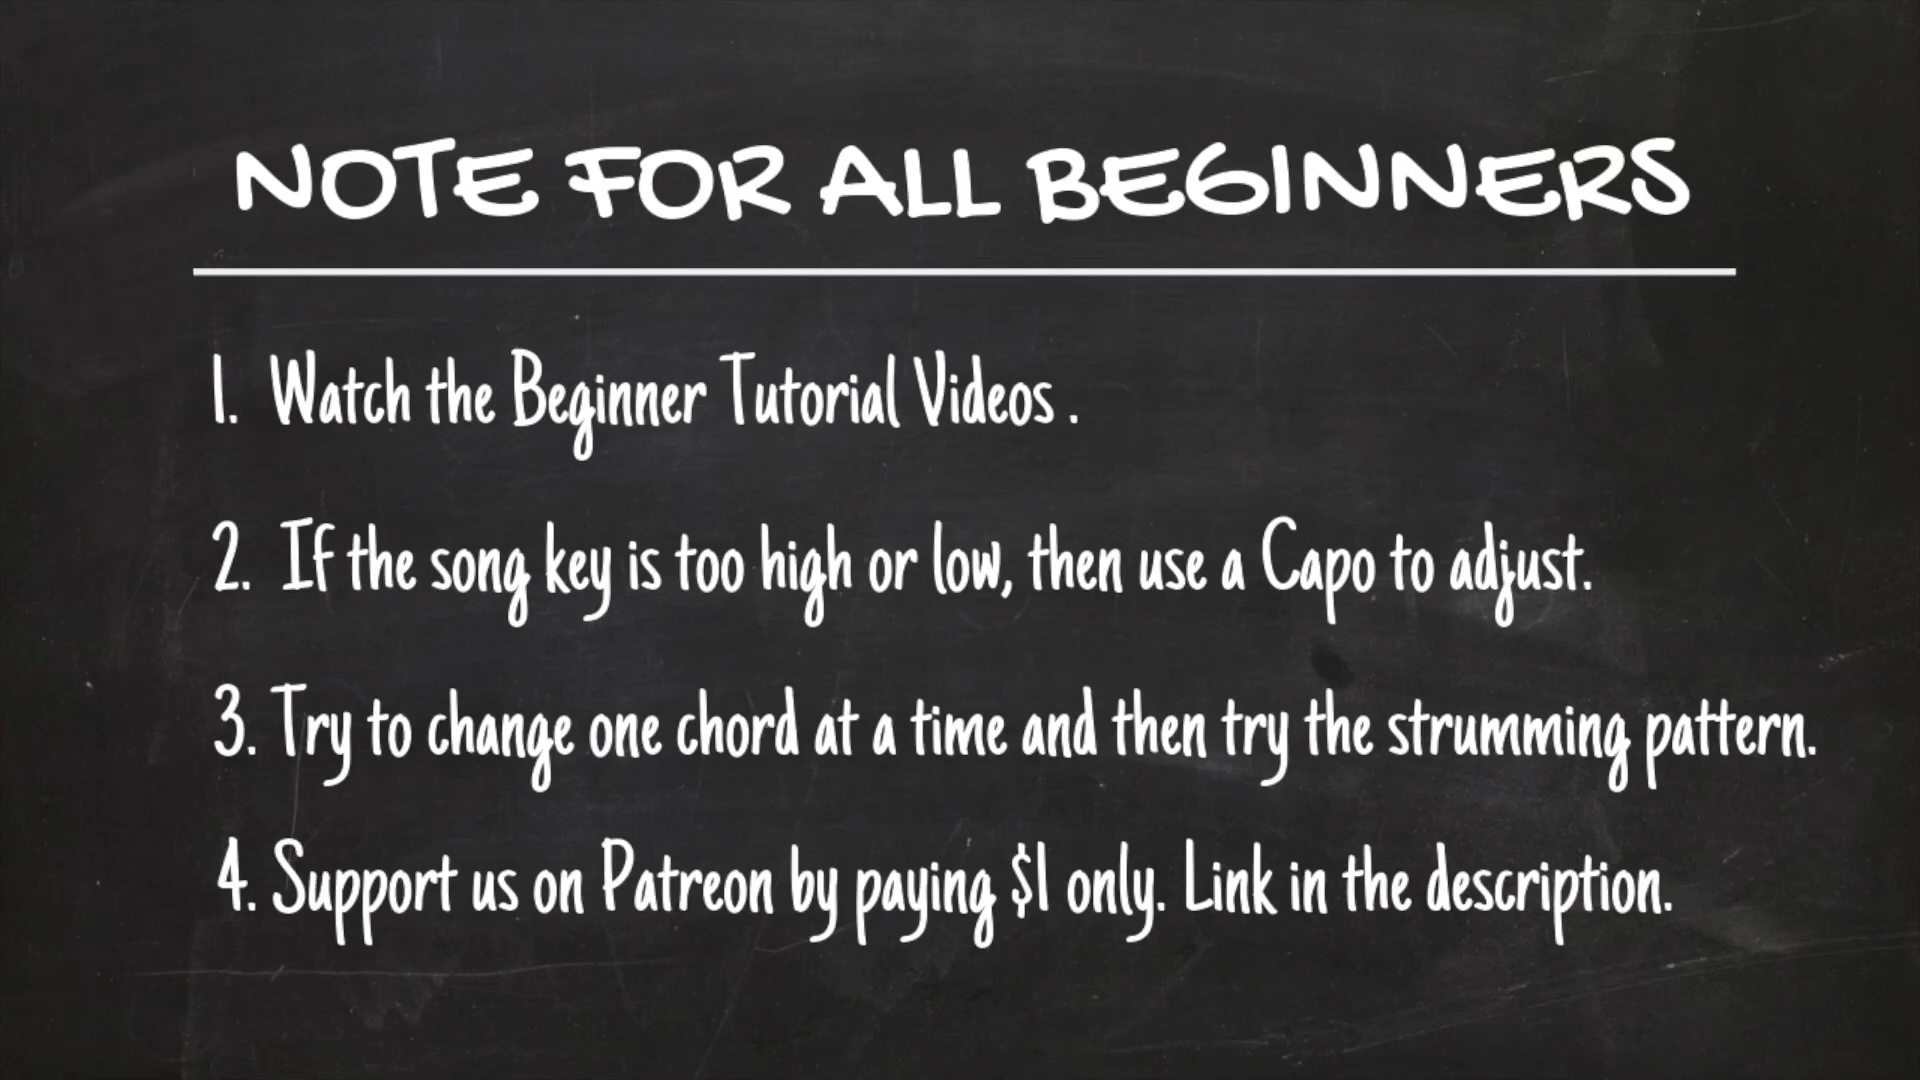 NOTE FOR ALL BEGINNERS
1. Watch the Beginner Tutorial Videos .
2. If the song key is too high or low, then use a Capo to adjust.
3. Try to change one chord at a time and then try the strumming pattern.
4. Support us on Patreon by paying $1 only. Link in the description.